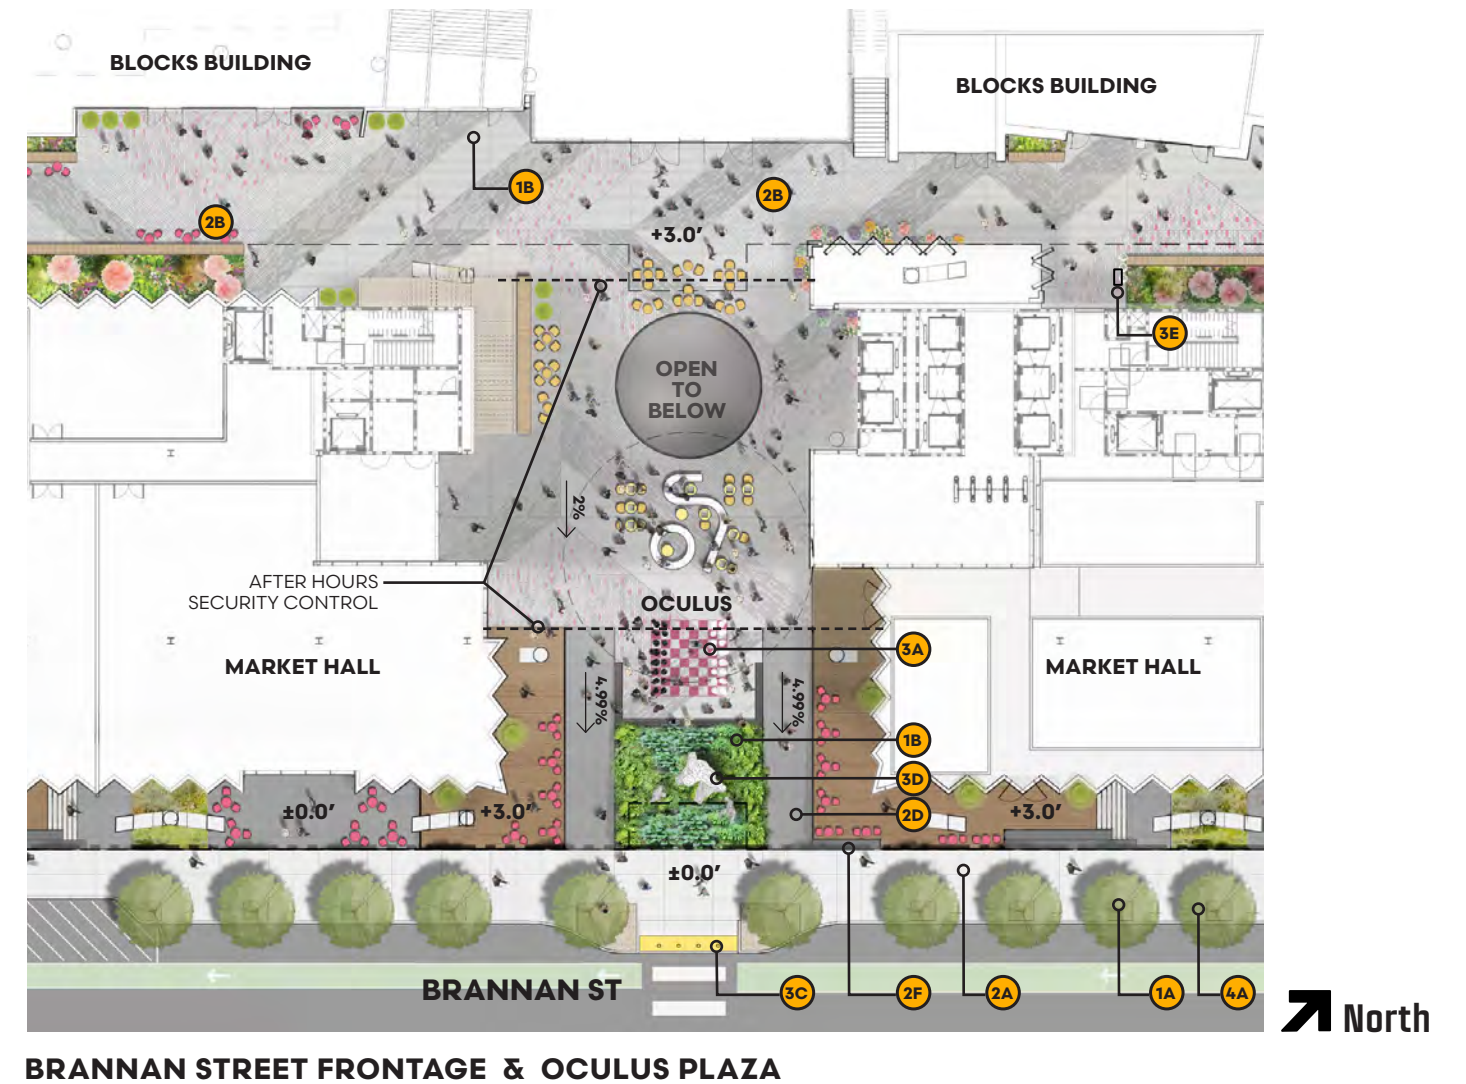 BLOCKS BUILDING
BLOCKS BUILDING
1B
2B
2B
+3.0'
3E
OPEN
TO
BELOW
2%
AFTER HOURS
SECURITY CONTROL
OCULUS
3A
MARKET HALL
MARKET HALL
4.99%
4.99%
1B
3D
2D
±0.0'
+3.0'
+3.0'
±0.0'
BRANNAN ST
3C
2F
2A
1A
4A
North
BRANNAN STREET FRONTAGE & OCULUS PLAZA